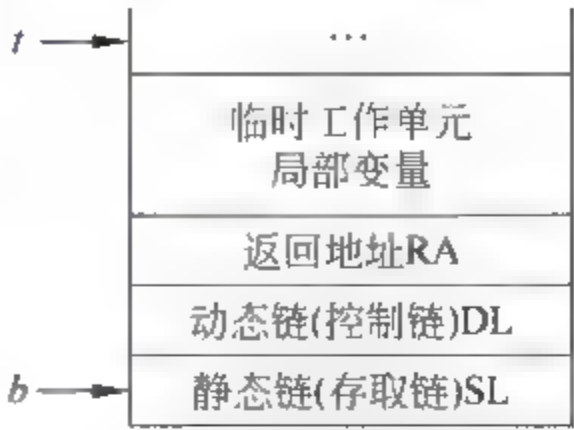 t
...
临时工作单元
局部变量
返回地址RA
动态链(控制链)DL
b
静态链(存取链)SL